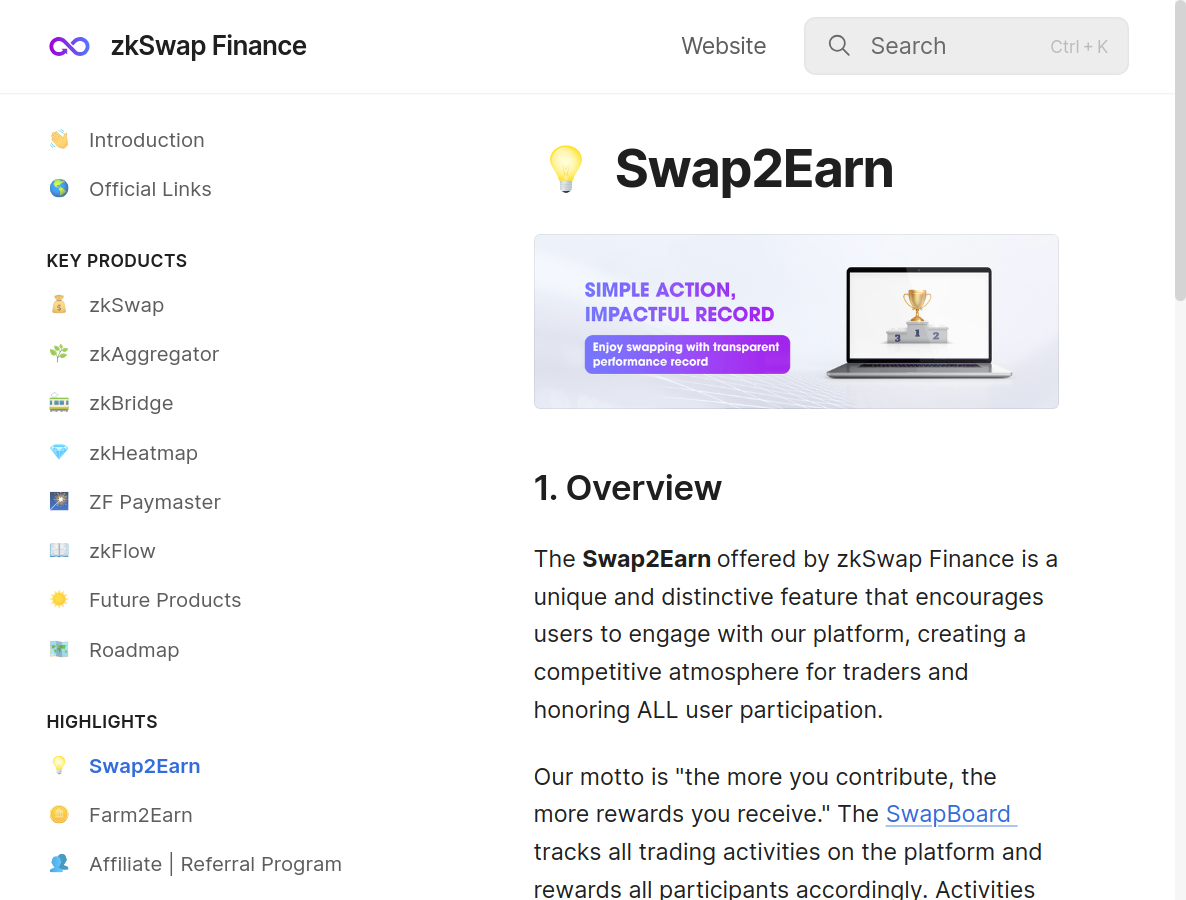 zkSwap Finance
Website
Search
Ctrl + K
Introduction
Official Links
KEY PRODUCTS
zkSwap
zkAggregator
zkBridge
zkHeatmap
ZF Paymaster
zkFlow
Future Products
Roadmap
HIGHLIGHTS
Swap2Earn
Farm2Earn
Affiliate | Referral Program
Swap2Earn
SIMPLE ACTION,
IMPACTFUL RECORD
Enjoy swapping with transparent
performance record
3 1 2
1. Overview
The Swap2Earn offered by zkSwap Finance is a
unique and distinctive feature that encourages
users to engage with our platform, creating a
competitive atmosphere for traders and
honoring ALL user participation.
Our motto is "the more you contribute, the
more rewards you receive." The SwapBoard
tracks all trading activities on the platform and
rewards all participants accordingly. Activities